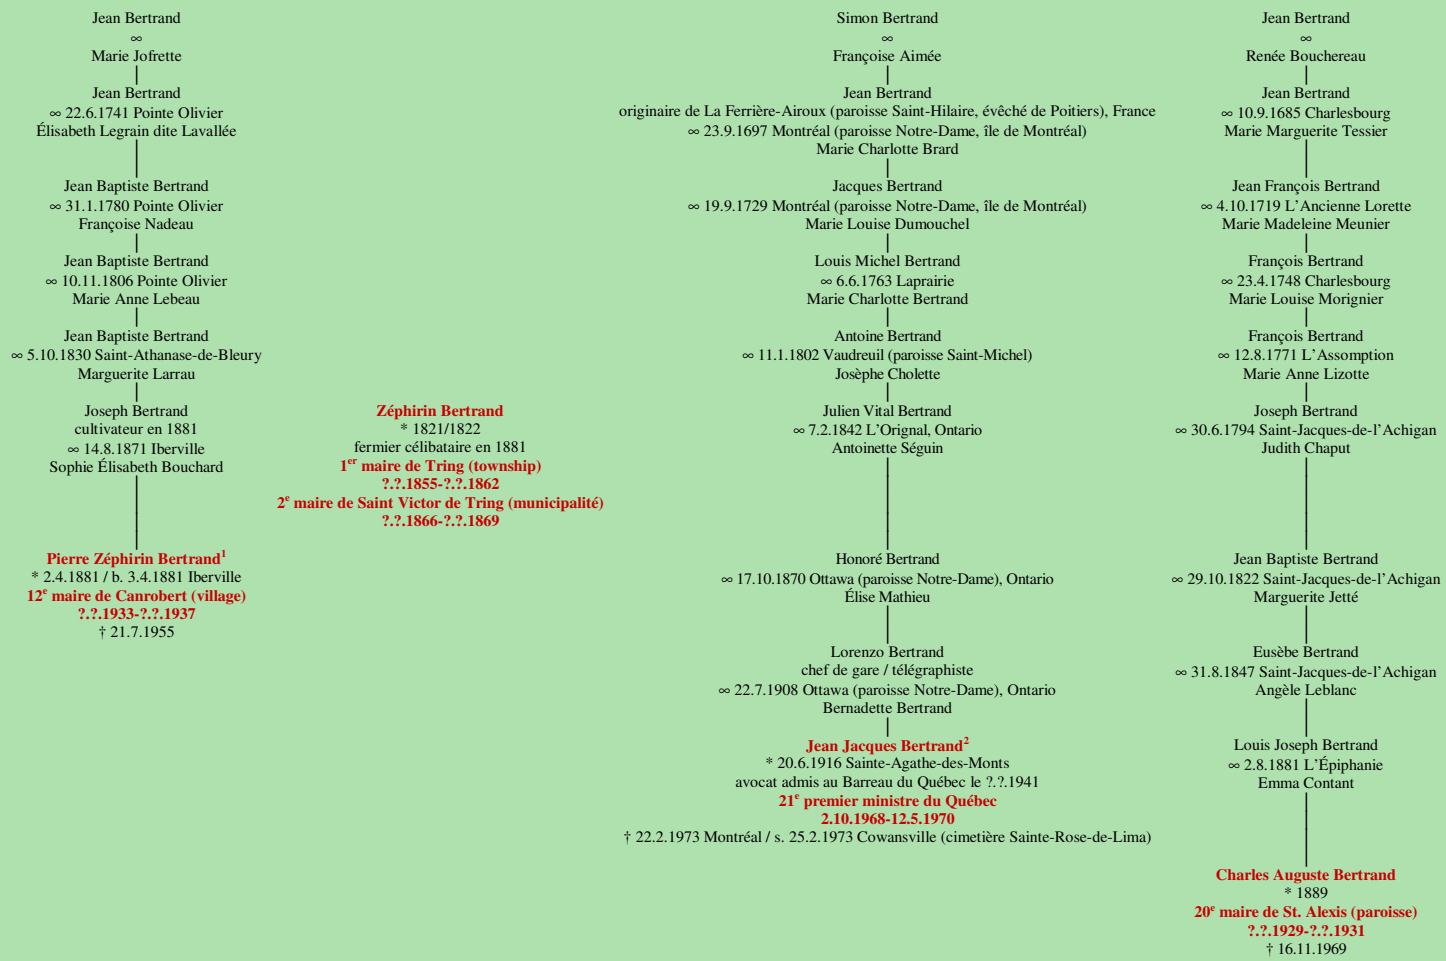 Jean Bertrand
∞
Marie Jofrette
Jean Bertrand
∞ 22.6.1741 Pointe Olivier
Élisabeth Legrain dite Lavallée
Jean Baptiste Bertrand
∞ 31.1.1780 Pointe Olivier
Françoise Nadeau
Jean Baptiste Bertrand
∞ 10.11.1806 Pointe Olivier
Marie Anne Lebeau
Jean Baptiste Bertrand
∞ 5.10.1830 Saint-Athanase-de-Bleury
Marguerite Larrau
Joseph Bertrand
cultivateur en 1881
∞ 14.8.1871 Iberville
Sophie Élisabeth Bouchard
Pierre Zéphirin Bertrand¹
* 2.4.1881 / b. 3.4.1881 Iberville
12e maire de Canrobert (village)
?.?.1933-?.?.1937
† 21.7.1955
Zéphirin Bertrand
* 1821/1822
fermier célibataire en 1881
1er maire de Tring (township)
?.?.1855-?.?.1862
2e maire de Saint Victor de Tring (municipalité)
?.?.1866-?.?.1869
Simon Bertrand
∞
Françoise Aimée
Jean Bertrand
originaire de La Ferrière-Airoux (paroisse Saint-Hilaire, évêché de Poitiers), France
∞ 23.9.1697 Montréal (paroisse Notre-Dame, île de Montréal)
Marie Charlotte Brard
Jacques Bertrand
∞ 19.9.1729 Montréal (paroisse Notre-Dame, île de Montréal)
Marie Louise Dumouchel
Louis Michel Bertrand
∞ 6.6.1763 Laprairie
Marie Charlotte Bertrand
Antoine Bertrand
∞ 11.1.1802 Vaudreuil (paroisse Saint-Michel)
Josèphe Cholette
Julien Vital Bertrand
∞ 7.2.1842 L'Orignal, Ontario
Antoinette Séguin
Honoré Bertrand
∞ 17.10.1870 Ottawa (paroisse Notre-Dame), Ontario
Élise Mathieu
Lorenzo Bertrand
chef de gare / télégraphiste
∞ 22.7.1908 Ottawa (paroisse Notre-Dame), Ontario
Bernadette Bertrand
Jean Jacques Bertrand²
* 20.6.1916 Sainte-Agathe-des-Monts
avocat admis au Barreau du Québec le ?.?.1941
21e premier ministre du Québec
2.10.1968-12.5.1970
† 22.2.1973 Montréal / s. 25.2.1973 Cowansville (cimetière Sainte-Rose-de-Lima)
Jean Bertrand
∞
Renée Bouchereau
Jean Bertrand
∞ 10.9.1685 Charlesbourg
Marie Marguerite Tessier
Jean François Bertrand
∞ 4.10.1719 L'Ancienne Lorette
Marie Madeleine Meunier
François Bertrand
∞ 23.4.1748 Charlesbourg
Marie Louise Morignier
François Bertrand
∞ 12.8.1771 L'Assomption
Marie Anne Lizotte
Joseph Bertrand
∞ 30.6.1794 Saint-Jacques-de-l'Achigan
Judith Chaput
Jean Baptiste Bertrand
∞ 29.10.1822 Saint-Jacques-de-l'Achigan
Marguerite Jetté
Eusèbe Bertrand
∞ 31.8.1847 Saint-Jacques-de-l'Achigan
Angèle Leblanc
Louis Joseph Bertrand
∞ 2.8.1881 L'Épiphanie
Emma Contant
Charles Auguste Bertrand
* 1889
20e maire de St. Alexis (paroisse)
?.?.1929-?.?.1931
† 16.11.1969